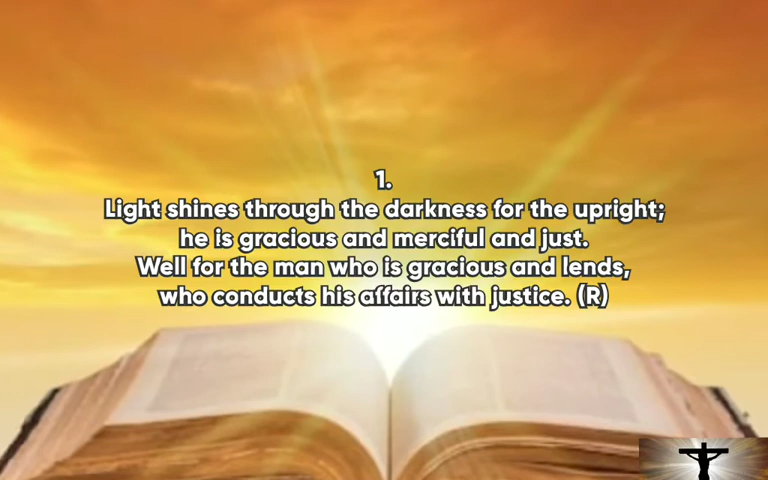 1.
Light shines through the darkness for the upright;
he is gracious and merciful and just.
Well for the man who is gracious and lends,
who conducts his affairs with justice. (R)